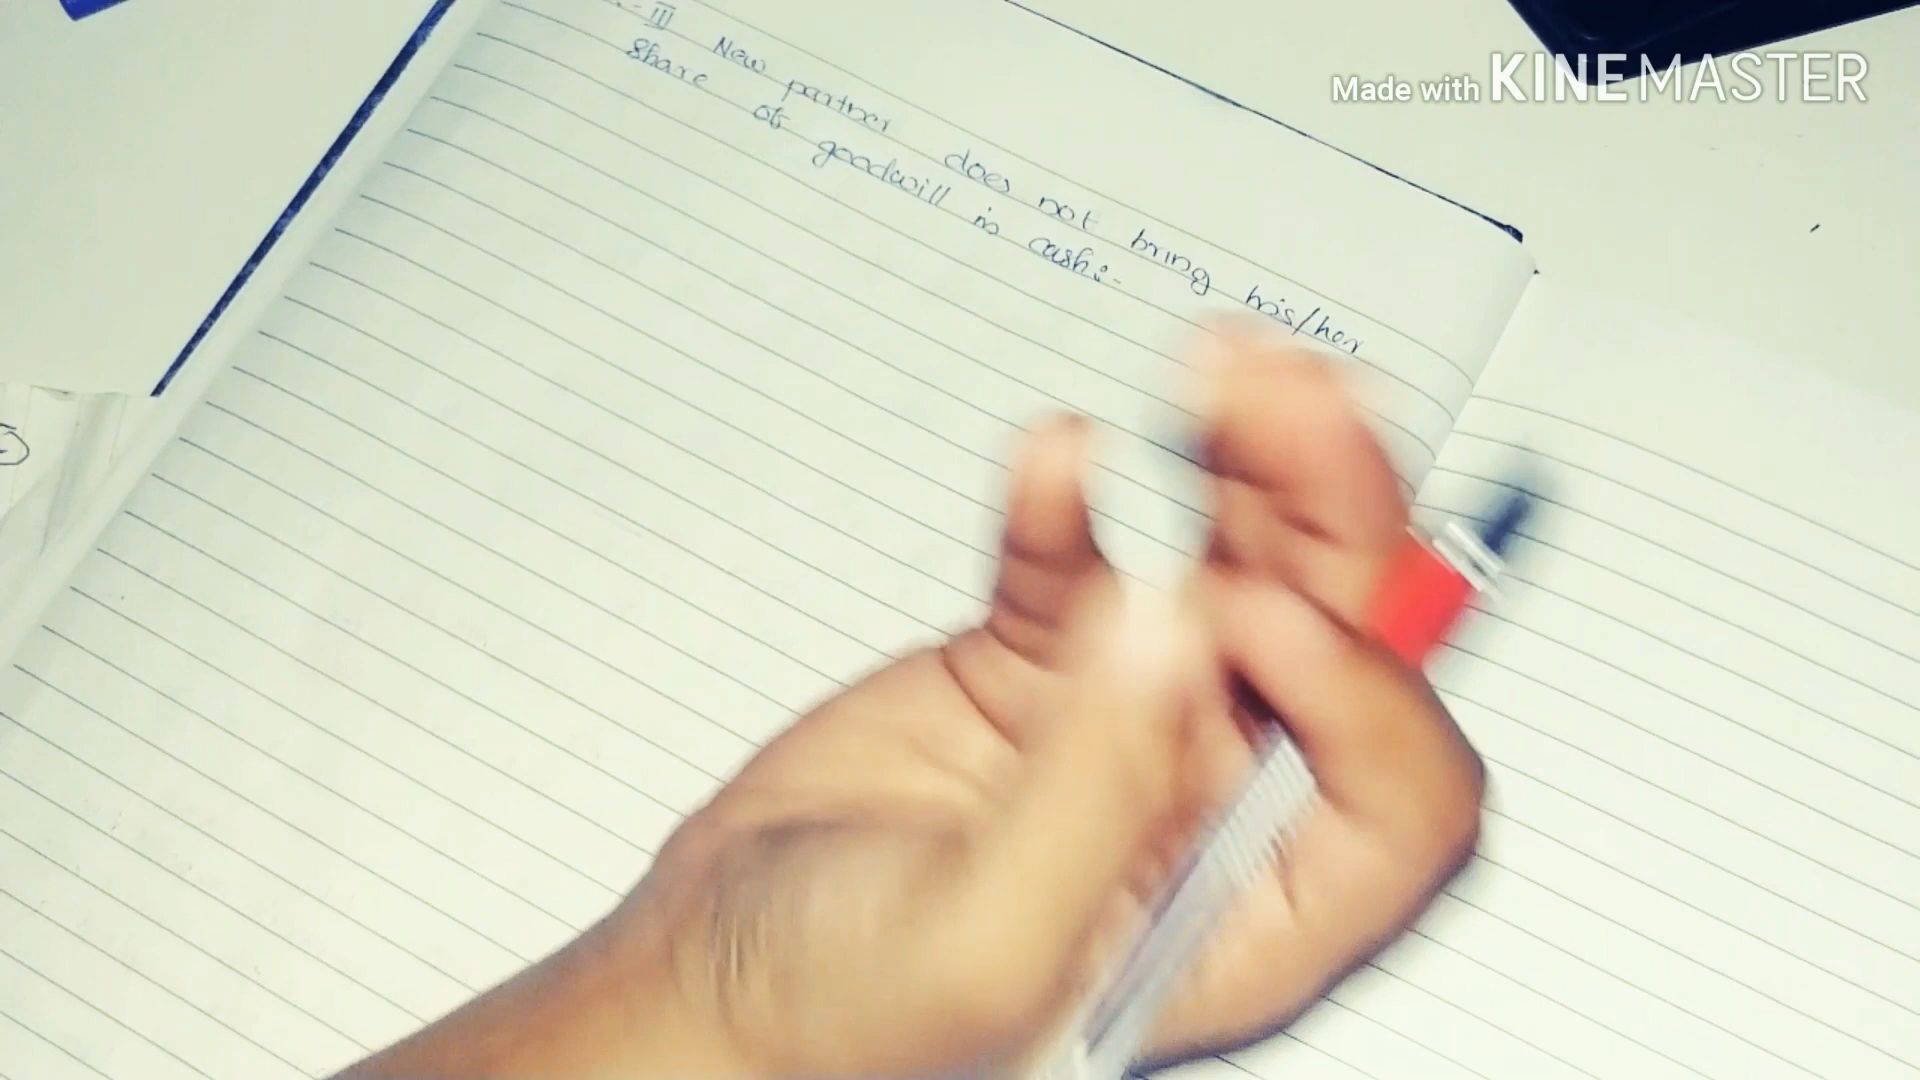 III New partner does not bring his/her
share of goodwill in cash:-
Made with KINEMASTER